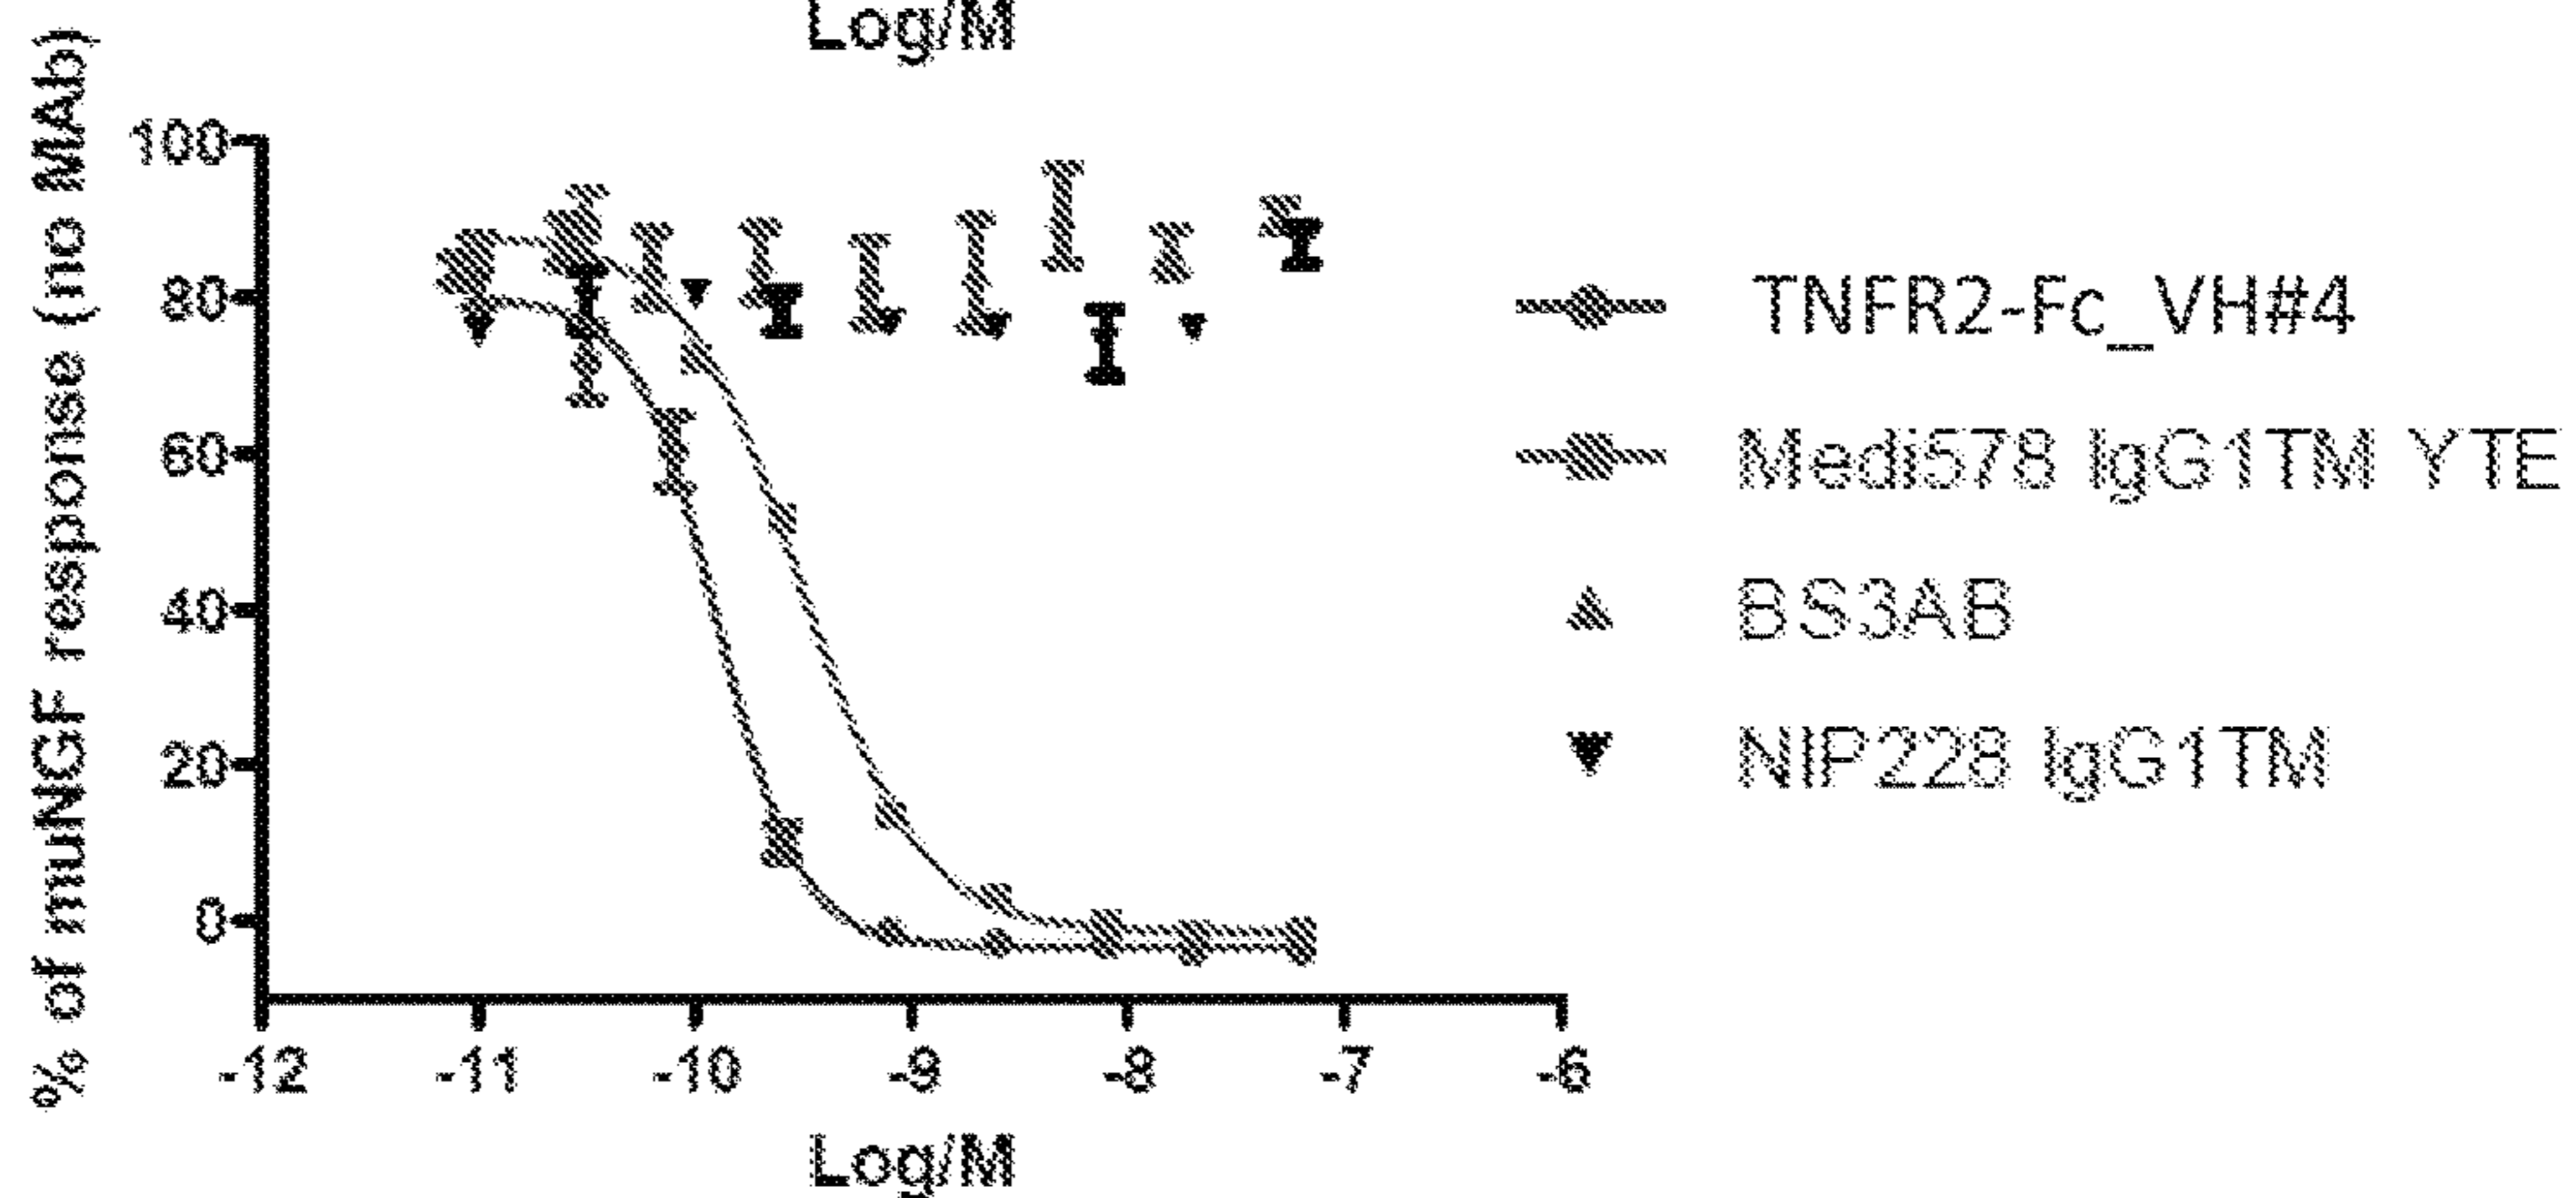 Log/M
% of muNGF response (no MAb)
100
80
60
40
20
0
-12 -11 -10 -9 -8 -7 -6
Log/M
TNFR2-Fc_VH#4
Medi578 IgG1TM YTE
BS3AB
NIP228 IgG1TM